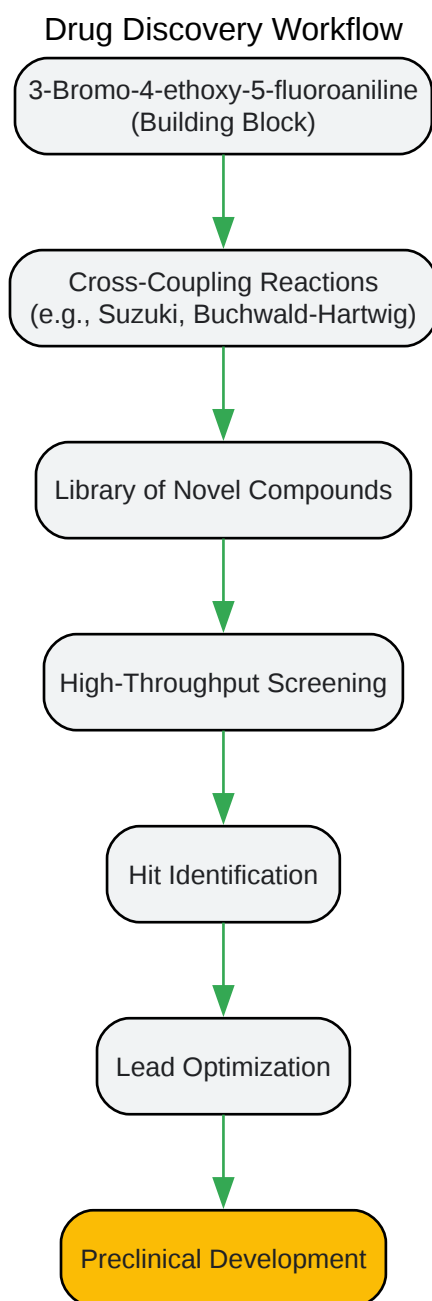 Drug Discovery Workflow
3-Bromo-4-ethoxy-5-fluoroaniline
(Building Block)
Cross-Coupling Reactions
(e.g., Suzuki, Buchwald-Hartwig)
Library of Novel Compounds
High-Throughput Screening
Hit Identification
Lead Optimization
Preclinical Development